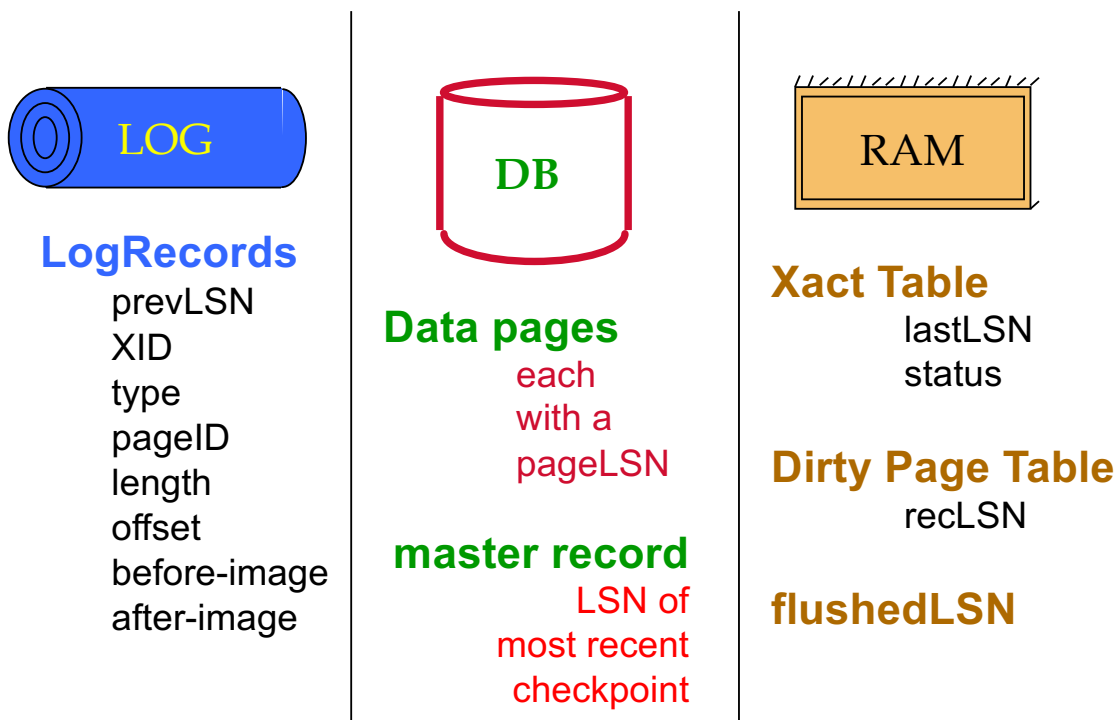 LOG
LogRecords
prevLSN
XID
type
pageID
length
offset
before-image
after-image
DB
Data pages
each
with a
pageLSN
master record
LSN of
most recent
checkpoint
RAM
Xact Table
lastLSN
status
Dirty Page Table
recLSN
flushedLSN